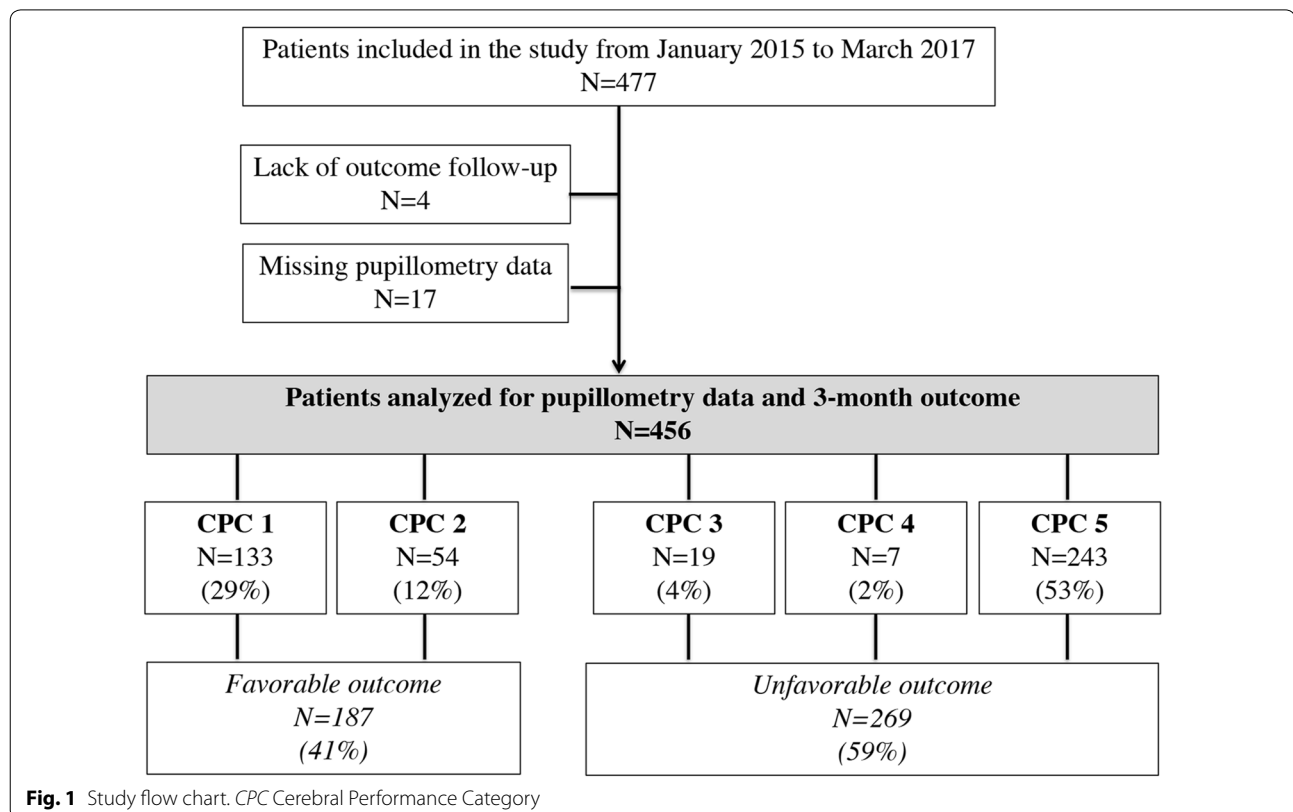 Patients included in the study from January 2015 to March 2017
N=477
Lack of outcome follow-up
N=4
Missing pupillometry data
N=17
Patients analyzed for pupillometry data and 3-month outcome
N=456
CPC 1
N=133
(29%)
CPC 2
N=54
(12%)
CPC 3
N=19
(4%)
CPC 4
N=7
(2%)
CPC 5
N=243
(53%)
Favorable outcome
N=187
(41%)
Unfavorable outcome
N=269
(59%)
Fig. 1 Study flow chart. CPC Cerebral Performance Category